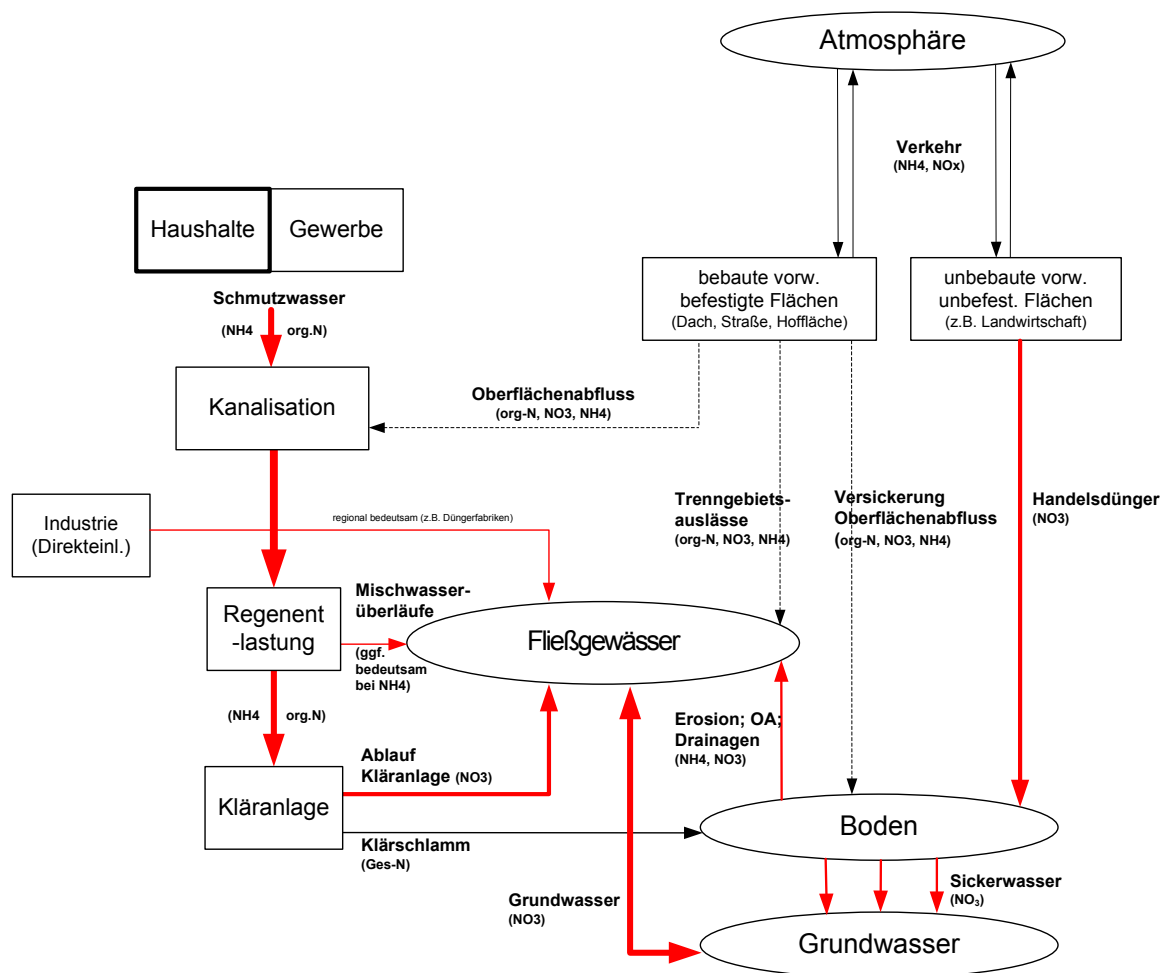 Atmosphäre
Verkehr
(NH4, NOx)
Haushalte
Gewerbe
bebaute vorw.
befestigte Flächen
(Dach, Straße, Hoffläche)
unbebaute vorw.
unbefest. Flächen
(z.B. Landwirtschaft)
Schmutzwasser
(NH4 org.N)
Kanalisation
Oberflächenabfluss
(org-N, NO3, NH4)
Industrie
(Direkteinl.)
regional bedeutsam (z.B. Düngerfabriken)
Trenngebiets-
auslässe
(org-N, NO3, NH4)
Versickerung
Oberflächenabfluss
(org-N, NO3, NH4)
Handelsdünger
(NO3)
Regenent
-lastung
Mischwasser-
überläufe
(ggf.
bedeutsam
bei NH4)
Fließgewässer
(NH4 org.N)
Erosion; OA;
Drainagen
(NH4, NO3)
Ablauf
Kläranlage (NO3)
Kläranlage
Boden
Klärschlamm
(Ges-N)
Grundwasser
(NO3)
Sickerwasser
(NO₃)
Grundwasser